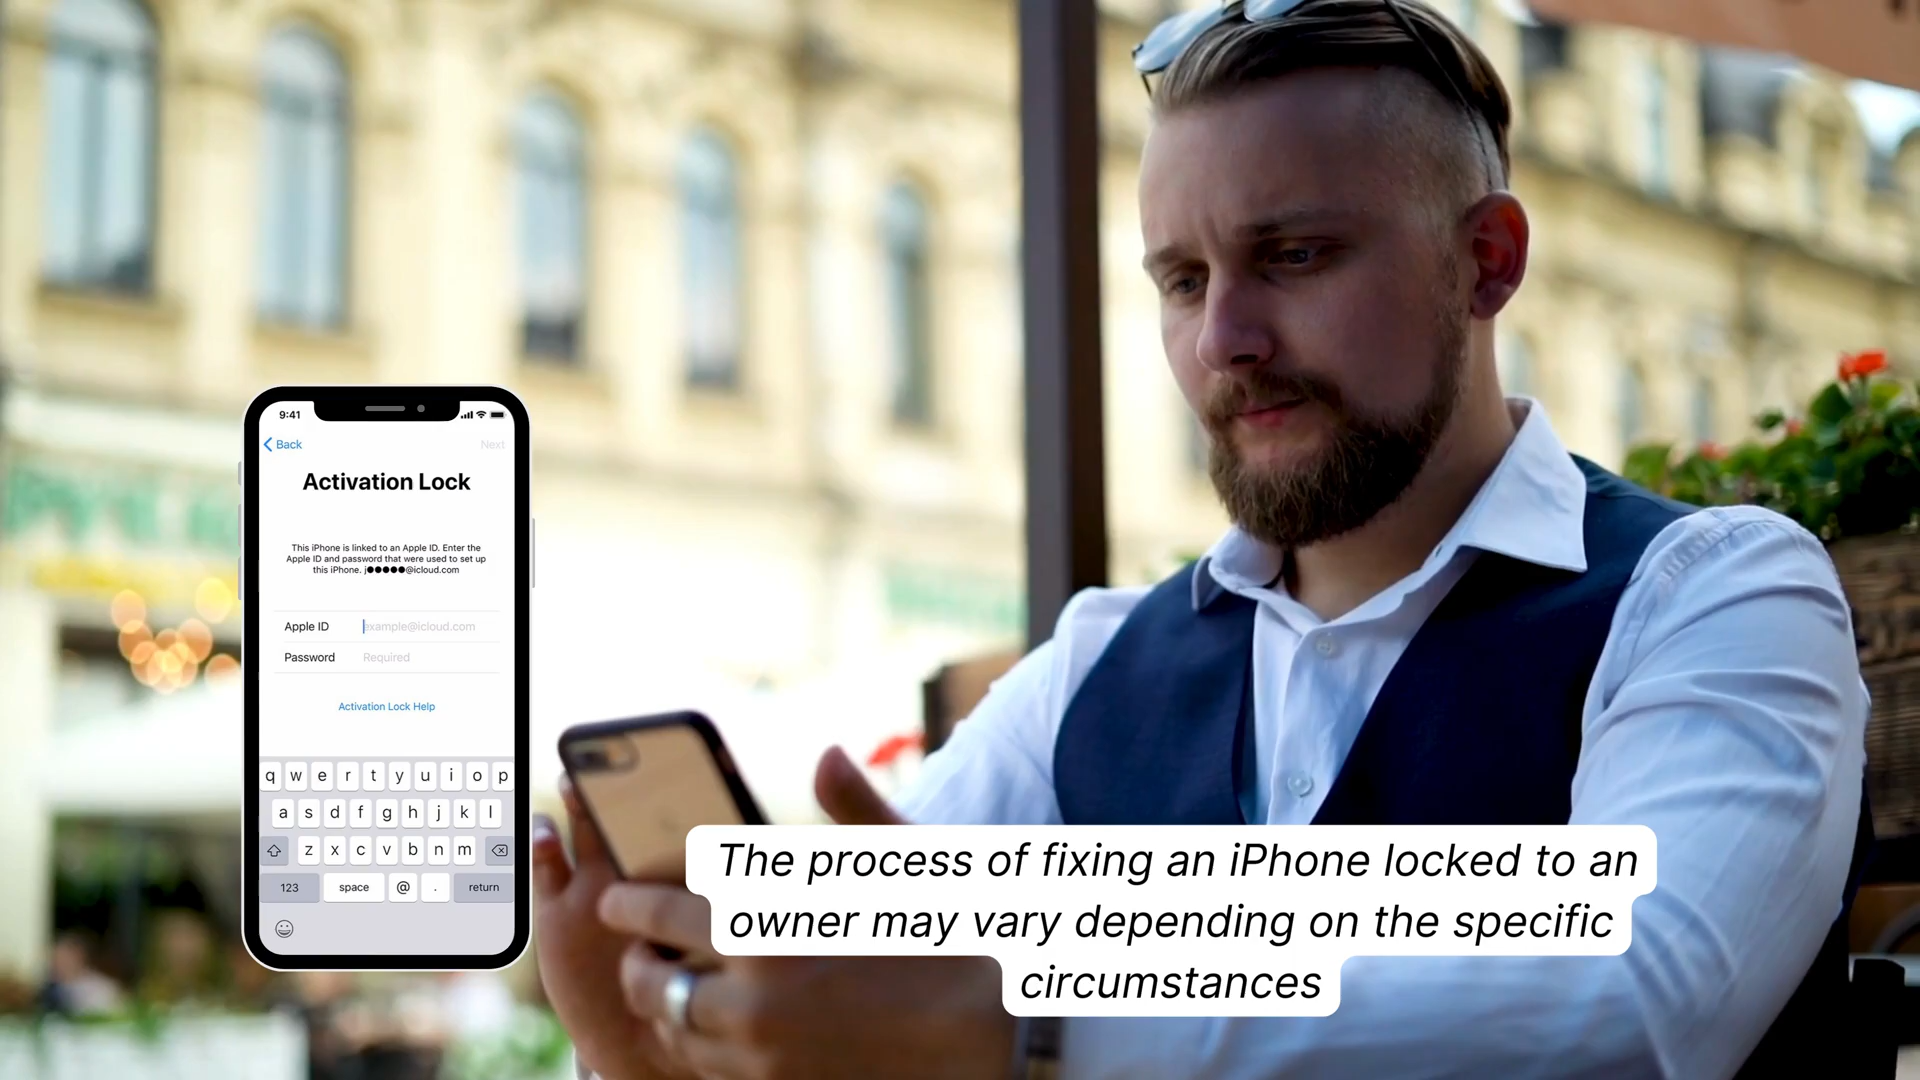 9:41
Back
Next
Activation Lock
This iPhone is linked to an Apple ID. Enter the
Apple ID and password that were used to set up
this iPhone. j●●●●●@icloud.com
Apple ID
example@icloud.com
Password
Required
Activation Lock Help
q w e r t y u i o p
a s d f g h j k l
z x c v b n m
123
space
@
.
return
The process of fixing an iPhone locked to an
owner may vary depending on the specific
circumstances